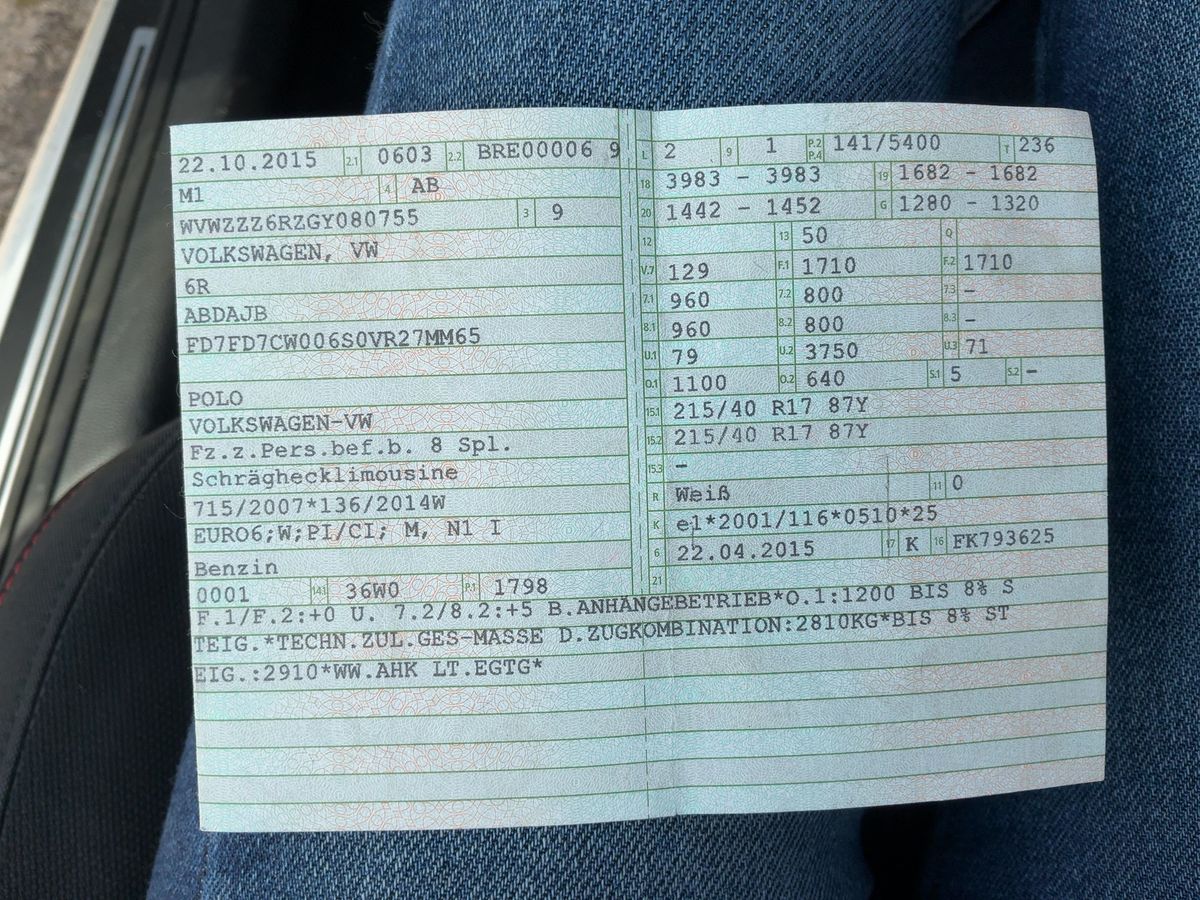 22.10.2015 2.1 0603 2.2 BRE00006 9
M1 4 AB
WVWZZZ6RZGY080755 3 9
VOLKSWAGEN, VW
6R
ABDAJB
FD7FD7CW006S0VR27MM65
POLO
VOLKSWAGEN-VW
Fz.z.Pers.bef.b. 8 Spl.
Schrägheck­limousine
715/2007*136/2014W
EURO6;W;PI/CI; M, N1 I
Benzin
0001 14.1 36W0 P.1 1798
L 2 9 1 P.2 P.4 141/5400 T 236
18 3983 - 3983 19 1682 - 1682
20 1442 - 1452 G 1280 - 1320
12 13 50 Q
V.7 129 F.1 1710 F.2 1710
7.1 960 7.2 800 7.3 -
8.1 960 8.2 800 8.3 -
U.1 79 U.2 3750 U.3 71
O.1 1100 O.2 640 S.1 5 S.2 -
15.1 215/40 R17 87Y
15.2 215/40 R17 87Y
15.3 -
R Weiß 11 0
K e1*2001/116*0510*25
6 22.04.2015 17 K 16 FK793625
21
F.1/F.2:+0 U. 7.2/8.2:+5 B.ANHÄNGEBETRIEB*O.1:1200 BIS 8% S
TEIG.*TECHN.ZUL.GES-MASSE D.ZUGKOMBINATION:2810KG*BIS 8% ST
EIG.:2910*WW.AHK LT.EGTG*